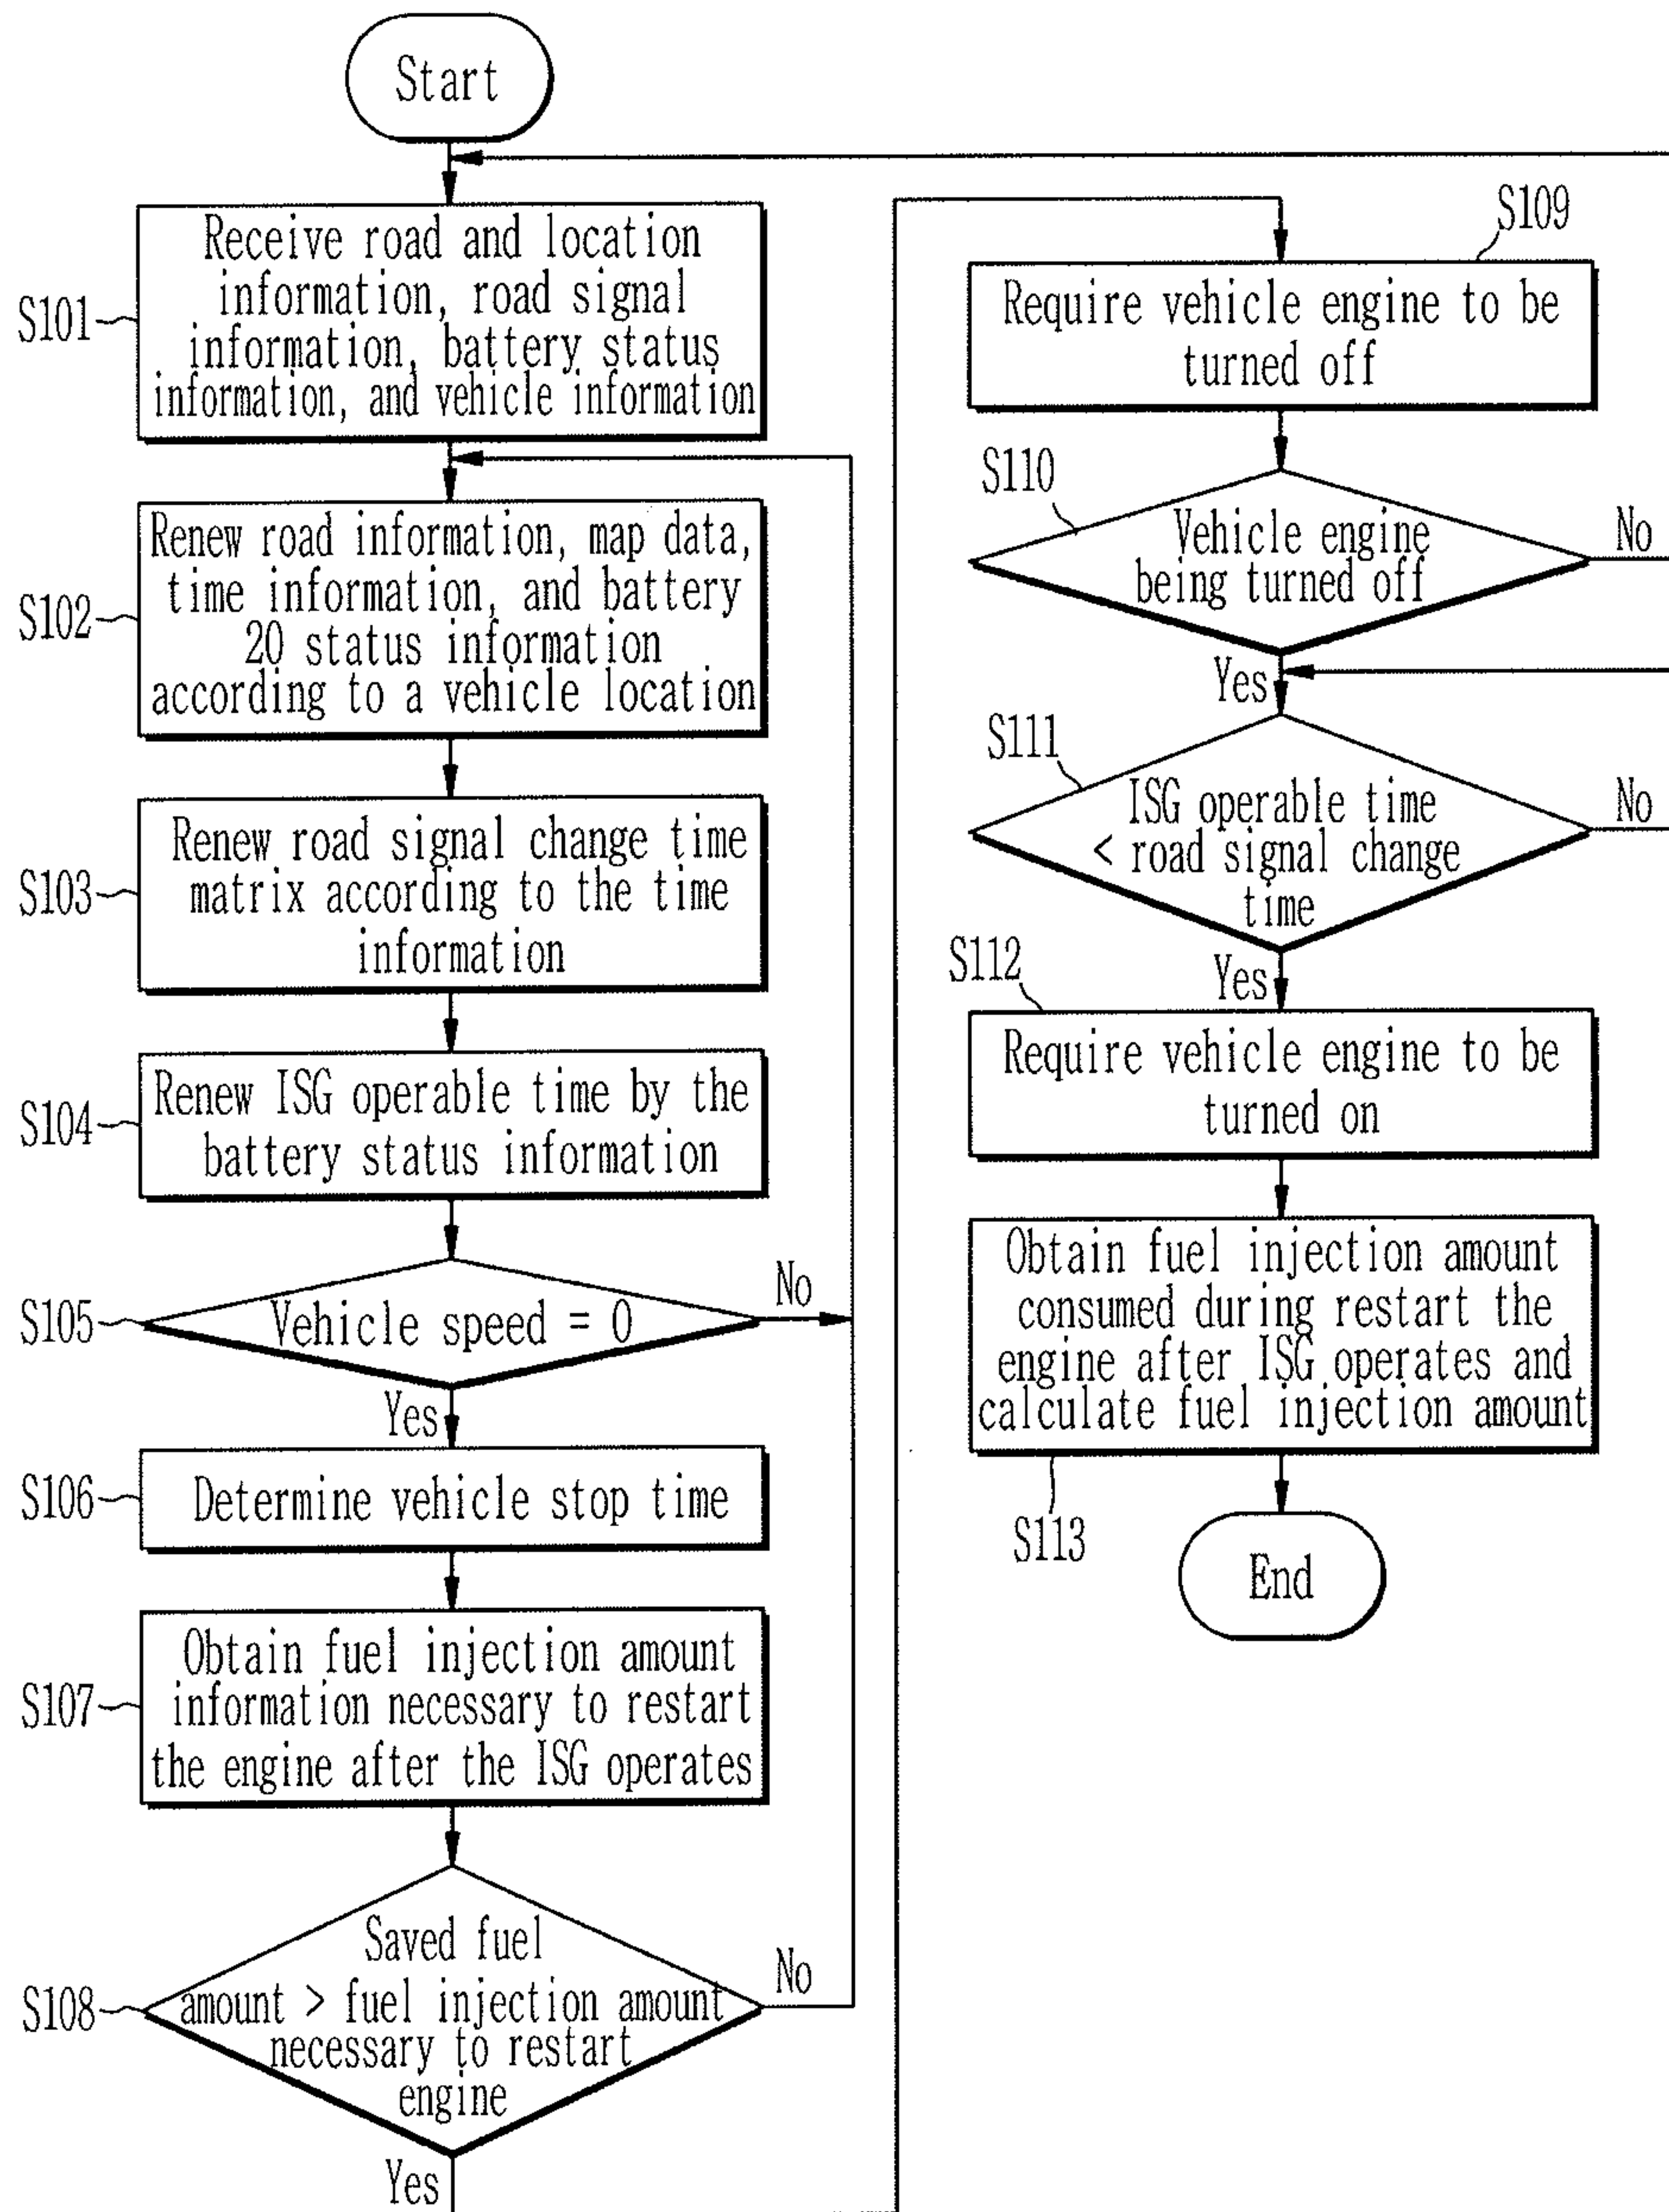 Start
S101
Receive road and location
information, road signal
information, battery status
information, and vehicle information
S102
Renew road information, map data,
time information, and battery
20 status information
according to a vehicle location
S103
Renew road signal change time
matrix according to the time
information
S104
Renew ISG operable time by the
battery status information
S105
Vehicle speed = 0
No
Yes
S106
Determine vehicle stop time
S107
Obtain fuel injection amount
information necessary to restart
the engine after the ISG operates
S108
Saved fuel
amount > fuel injection amount
necessary to restart
engine
No
Yes
S109
Require vehicle engine to be
turned off
S110
Vehicle engine
being turned off
No
Yes
S111
ISG operable time
< road signal change
time
No
Yes
S112
Require vehicle engine to be
turned on
Obtain fuel injection amount
consumed during restart the
engine after ISG operates and
calculate fuel injection amount
S113
End